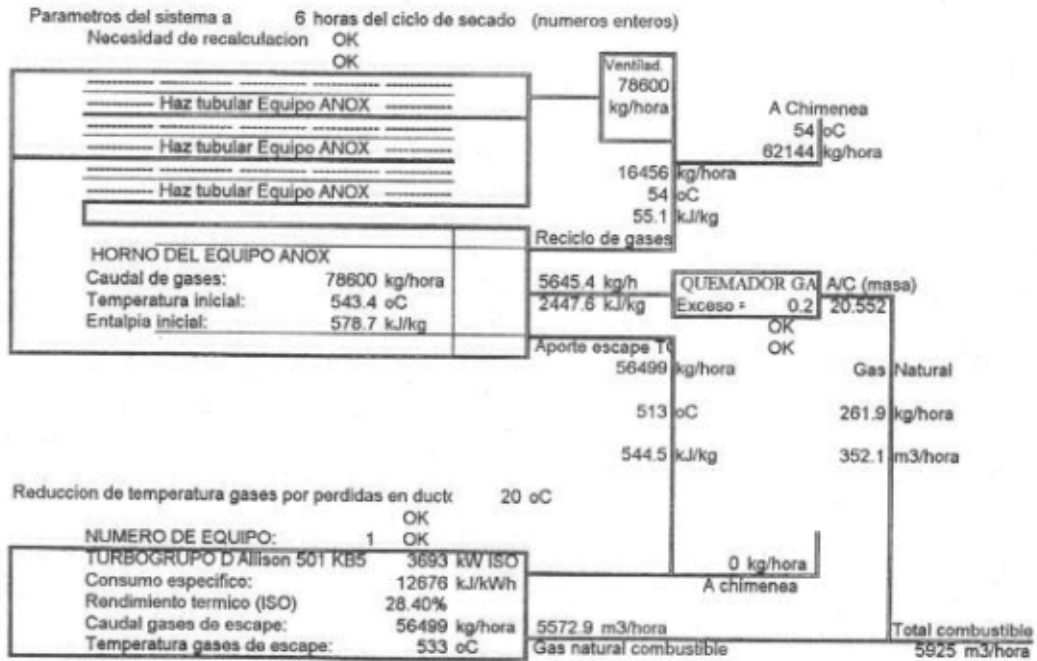 Parametros del sistema a 6 horas del ciclo de secado (numeros enteros)
Necesidad de recalculacion OK
OK
Ventilad.
78600
kg/hora
---------- Haz tubular Equipo ANOX ----------
---------- Haz tubular Equipo ANOX ----------
---------- Haz tubular Equipo ANOX ----------
A Chimenea
54 oC
62144 kg/hora
16456 kg/hora
54 oC
55.1 kJ/kg
Reciclo de gases
HORNO DEL EQUIPO ANOX
Caudal de gases: 78600 kg/hora
Temperatura inicial: 543.4 oC
Entalpia inicial: 578.7 kJ/kg
5645.4 kg/h
2447.6 kJ/kg
QUEMADOR GA
Exceso = 0.2
A/C (masa)
20.552
OK
OK
Aporte escape TG
56499 kg/hora
513 oC
544.5 kJ/kg
Gas Natural
261.9 kg/hora
352.1 m3/hora
Reduccion de temperatura gases por perdidas en ducto 20 oC
OK
NUMERO DE EQUIPO: 1 OK
TURBOGRUPO D Allison 501 KB5 3693 kW ISO
Consumo especifico: 12676 kJ/kWh
Rendimiento termico (ISO) 28.40%
Caudal gases de escape: 56499 kg/hora
Temperatura gases de escape: 533 oC
0 kg/hora
A chimenea
5572.9 m3/hora
Gas natural combustible
Total combustible
5925 m3/hora